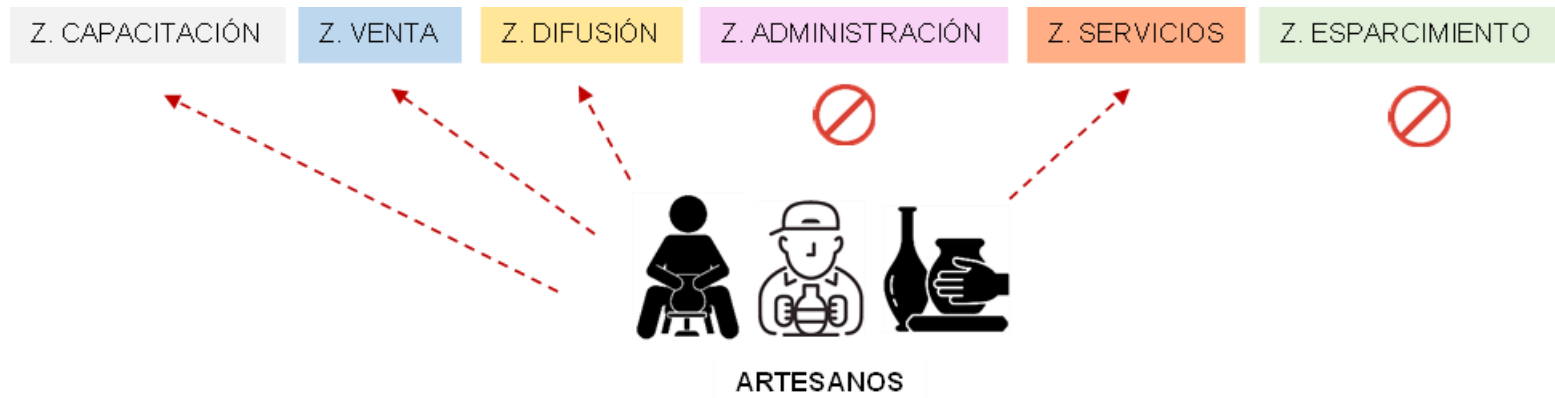 Z. CAPACITACIÓN
Z. VENTA
Z. DIFUSIÓN
Z. ADMINISTRACIÓN
Z. SERVICIOS
Z. ESPARCIMIENTO
ARTESANOS